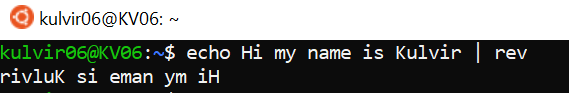 kulvir06@KV06: ~
kulvir06@KV06:~$ echo Hi my name is Kulvir | rev
rivluK si eman ym iH